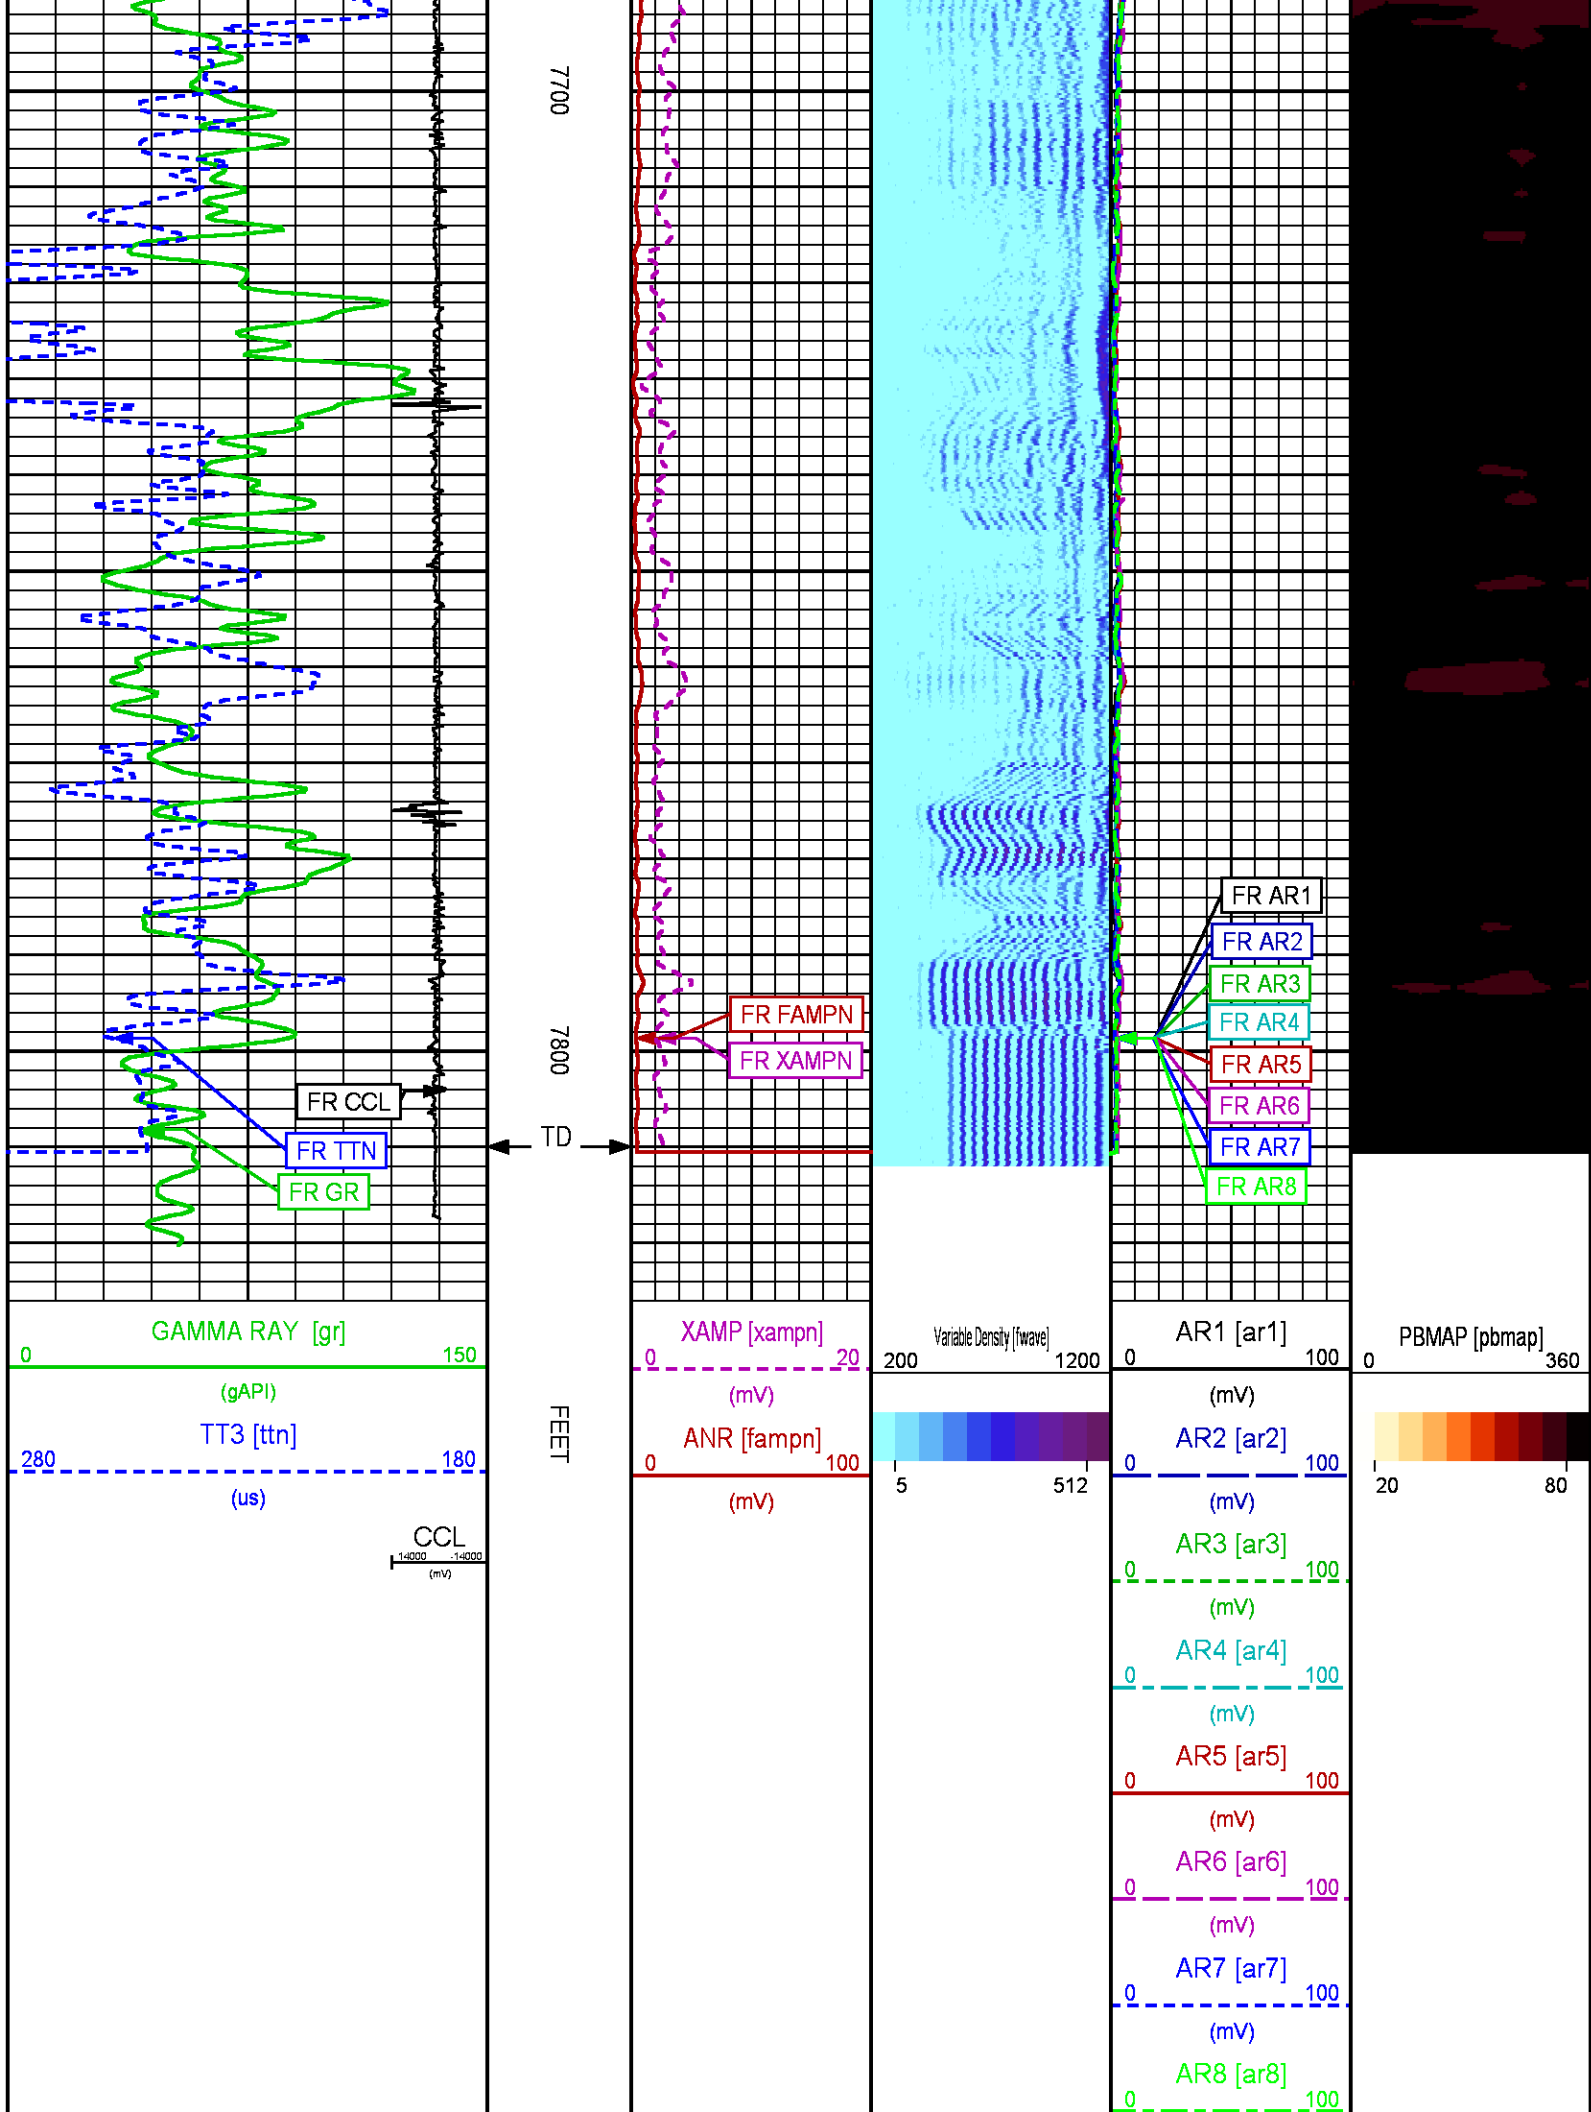 7700
FR AR1
FR AR2
FR AR3
FR FAMPN
FR AR4
7800
FR XAMPN
FR AR5
FR CCL
FR AR6
TD
FR TTN
FR AR7
FR GR
FR AR8
GAMMA RAY [gr]
0 150
(gAPI)
TT3 [ttn]
280 180
(us)
CCL
14000 -14000
(mV)
FEET
XAMP [xampn]
0 20
(mV)
ANR [fampn]
0 100
(mV)
Variable Density [fwave]
200 1200
5 512
AR1 [ar1]
0 100
(mV)
AR2 [ar2]
0 100
(mV)
AR3 [ar3]
0 100
(mV)
AR4 [ar4]
0 100
(mV)
AR5 [ar5]
0 100
(mV)
AR6 [ar6]
0 100
(mV)
AR7 [ar7]
0 100
(mV)
AR8 [ar8]
0 100
PBMAP [pbmap]
0 360
20 80